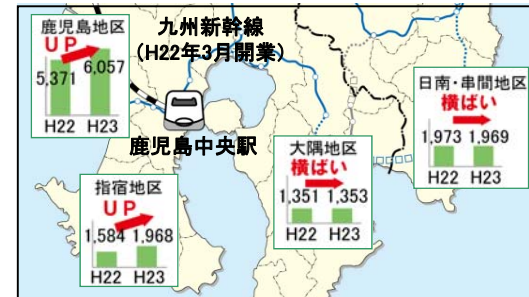 鹿児島地区
UP
5,371 6,057
H22 H23
九州新幹線
(H22年3月開業)
鹿児島中央駅
指宿地区
UP
1,584 1,968
H22 H23
大隅地区
横ばい
1,351 1,353
H22 H23
日南・串間地区
横ばい
1,973 1,969
H22 H23